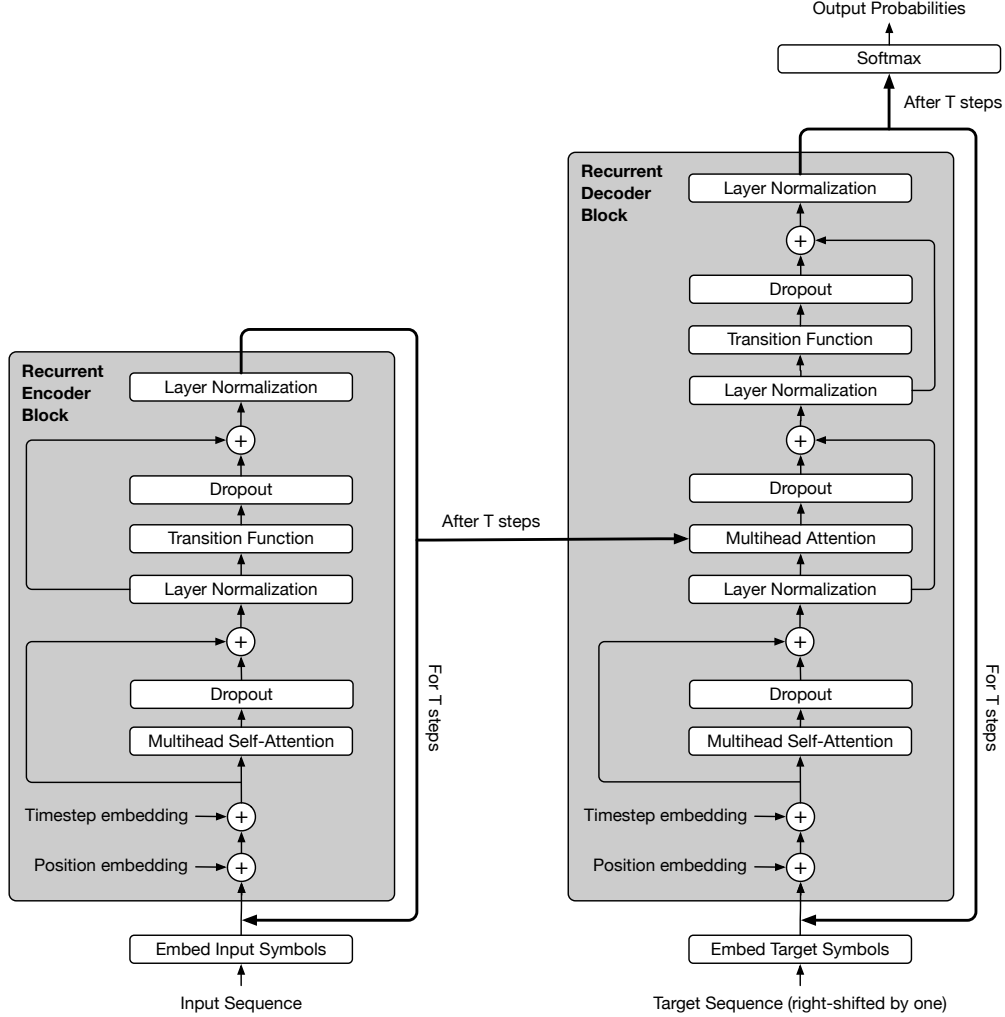 Output Probabilities
Softmax
After T steps
Recurrent
Decoder
Block
Layer Normalization
+
Dropout
Transition Function
Layer Normalization
+
Dropout
Multihead Attention
Layer Normalization
+
Dropout
Multihead Self-Attention
Timestep embedding
+
Position embedding
+
For T steps
Embed Target Symbols
Target Sequence (right-shifted by one)
After T steps
Recurrent
Encoder
Block
Layer Normalization
+
Dropout
Transition Function
Layer Normalization
+
Dropout
Multihead Self-Attention
Timestep embedding
+
Position embedding
+
For T steps
Embed Input Symbols
Input Sequence